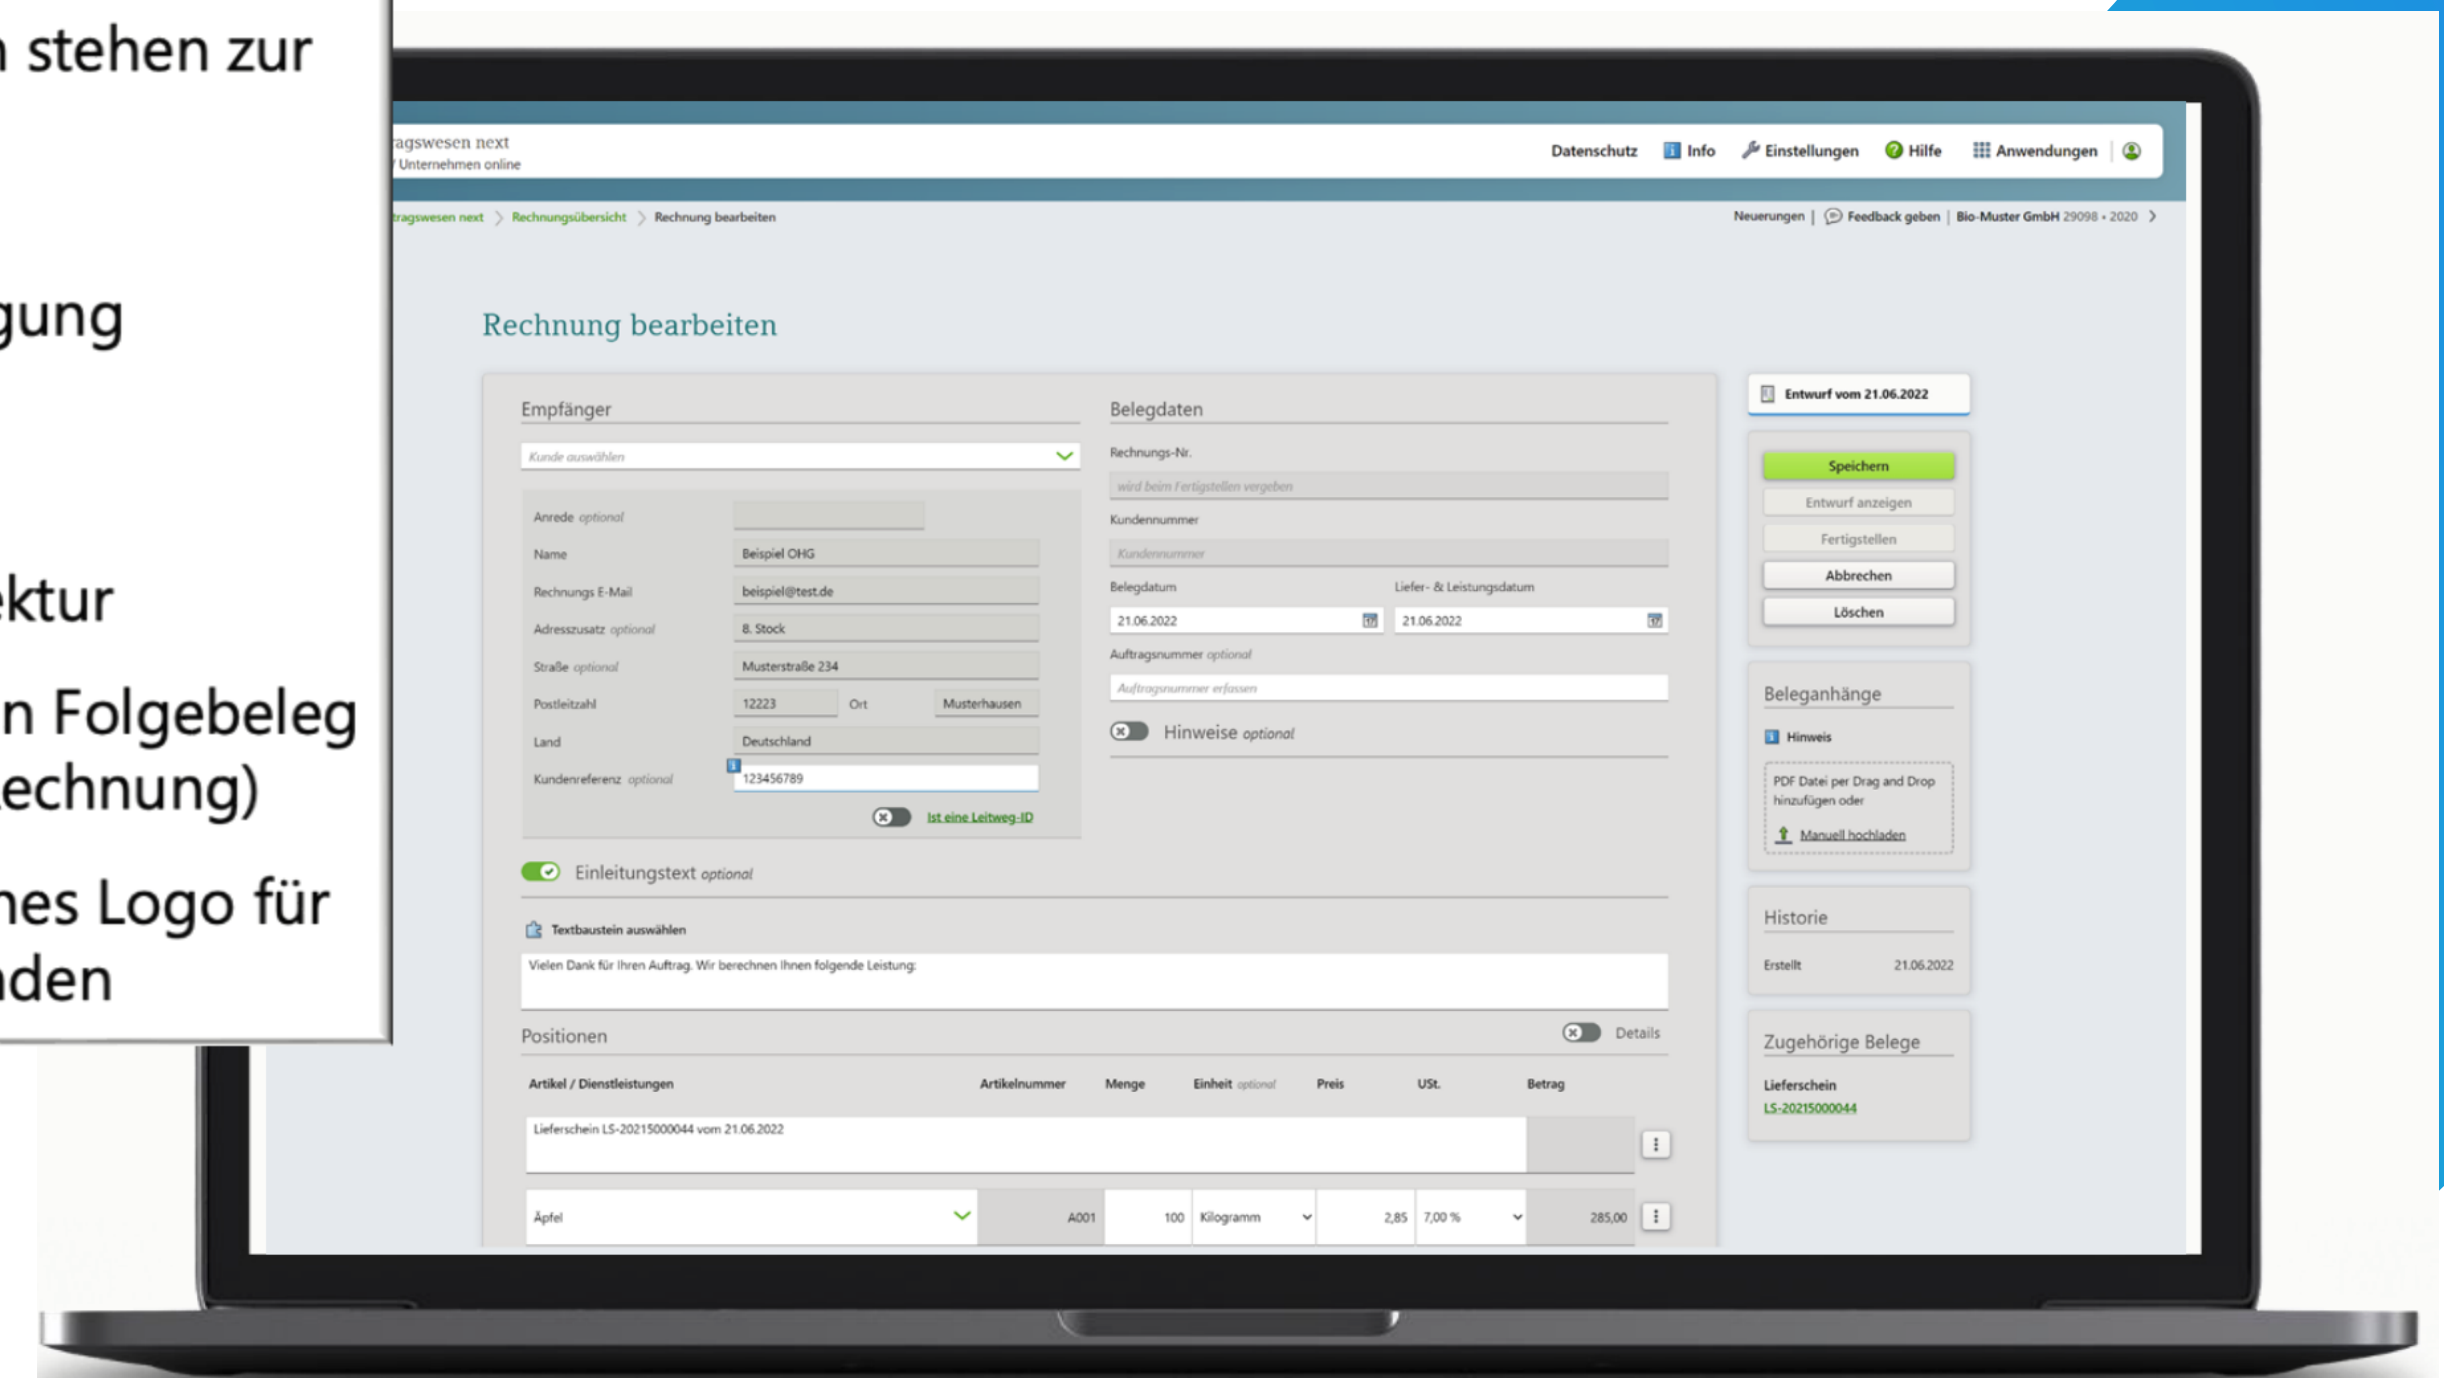 stehen zur
gung
ektur
n Folgebeleg
echnung)
nes Logo für
nden
agswesen next
/ Unternehmen online
Datenschutz Info Einstellungen Hilfe Anwendungen
tragswesen next Rechnungsübersicht Rechnung bearbeiten
Neuerungen | Feedback geben | Bio-Muster GmbH 29098 • 2020
Rechnung bearbeiten
Empfänger
Kunde auswählen
Anrede optional
Name Beispiel OHG
Rechnungs E-Mail beispiel@test.de
Adresszusatz optional 8. Stock
Straße optional Musterstraße 234
Postleitzahl 12223 Ort Musterhausen
Land Deutschland
Kundenreferenz optional 123456789
Ist eine Leitweg-ID
Belegdaten
Rechnungs-Nr.
wird beim Fertigstellen vergeben
Kundennummer
Kundennummer
Belegdatum Liefer- & Leistungsdatum
21.06.2022 21.06.2022
Auftragsnummer optional
Auftragsnummer erfassen
Hinweise optional
Einleitungstext optional
Textbaustein auswählen
Vielen Dank für Ihren Auftrag. Wir berechnen Ihnen folgende Leistung:
Positionen Details
Artikel / Dienstleistungen Artikelnummer Menge Einheit optional Preis USt. Betrag
Lieferschein LS-20215000044 vom 21.06.2022
Äpfel A001 100 Kilogramm 2,85 7,00 % 285,00
Entwurf vom 21.06.2022
Speichern
Entwurf anzeigen
Fertigstellen
Abbrechen
Löschen
Beleganhänge
Hinweis
PDF Datei per Drag and Drop
hinzufügen oder
Manuell hochladen
Historie
Erstellt 21.06.2022
Zugehörige Belege
Lieferschein
LS-20215000044